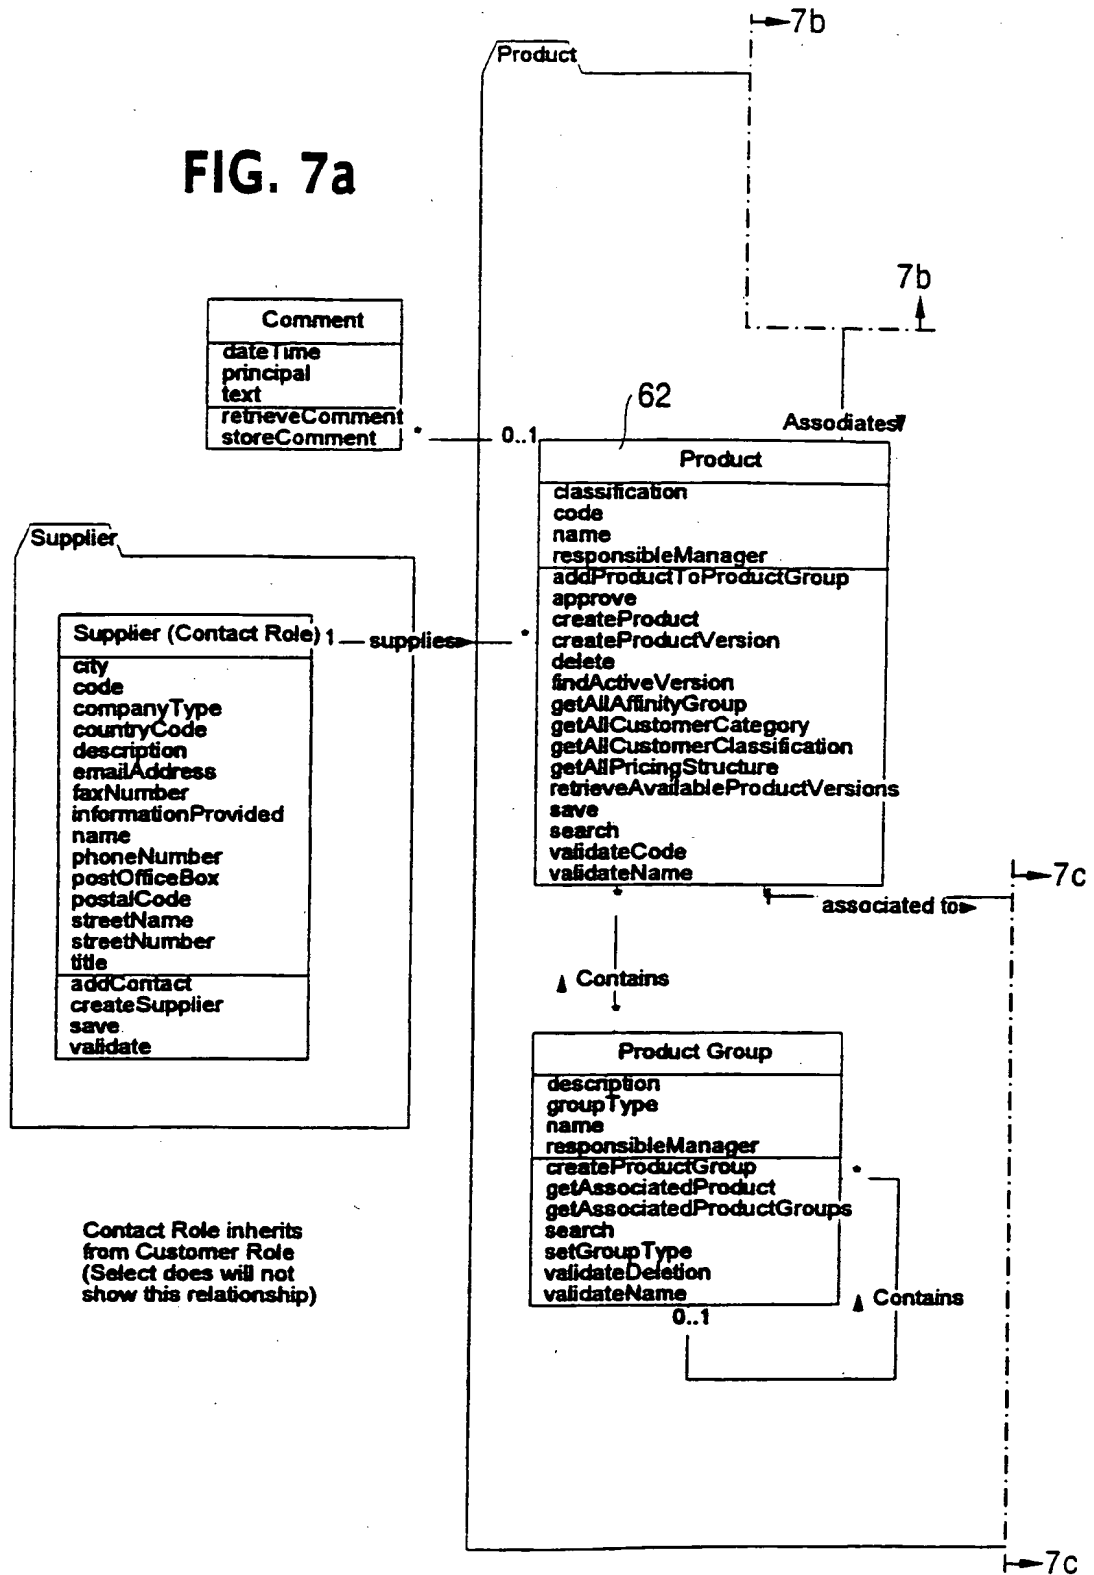 7b
Product
FIG. 7a
7b
Comment
dateTime
principal
text
retrieveComment
storeComment
*
0..1
62
Associates
Product
classification
code
name
responsibleManager
addProductToProductGroup
approve
createProduct
createProductVersion
delete
findActiveVersion
getAllAffinityGroup
getAllCustomerCategory
getAllCustomerClassification
getAllPricingStructure
retrieveAvailableProductVersions
save
search
validateCode
validateName
Supplier
Supplier (Contact Role)
1
supplies
*
city
code
companyType
countryCode
description
emailAddress
faxNumber
informationProvided
name
phoneNumber
postOfficeBox
postalCode
streetName
streetNumber
title
addContact
createSupplier
save
validate
7c
*
associated to
Contains
*
Product Group
description
groupType
name
responsibleManager
createProductGroup
getAssociatedProduct
getAssociatedProductGroups
search
setGroupType
validateDeletion
validateName
*
0..1
Contains
Contact Role inherits
from Customer Role
(Select does will not
show this relationship)
7c